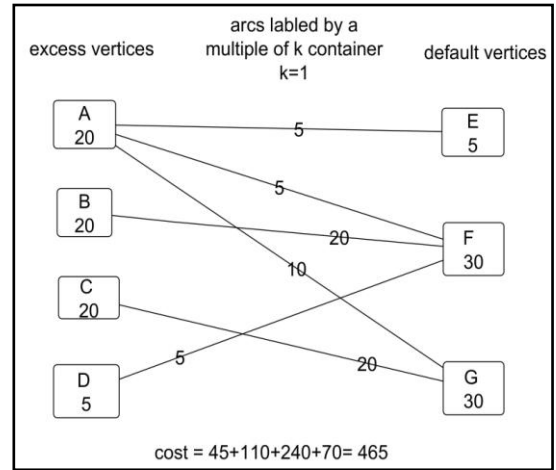 arcs labled by a
excess vertices
multiple of k container
default vertices
k=1
A
20
5
E
5
B
20
5
20
F
30
10
C
20
D
5
5
20
G
30
cost = 45+110+240+70= 465